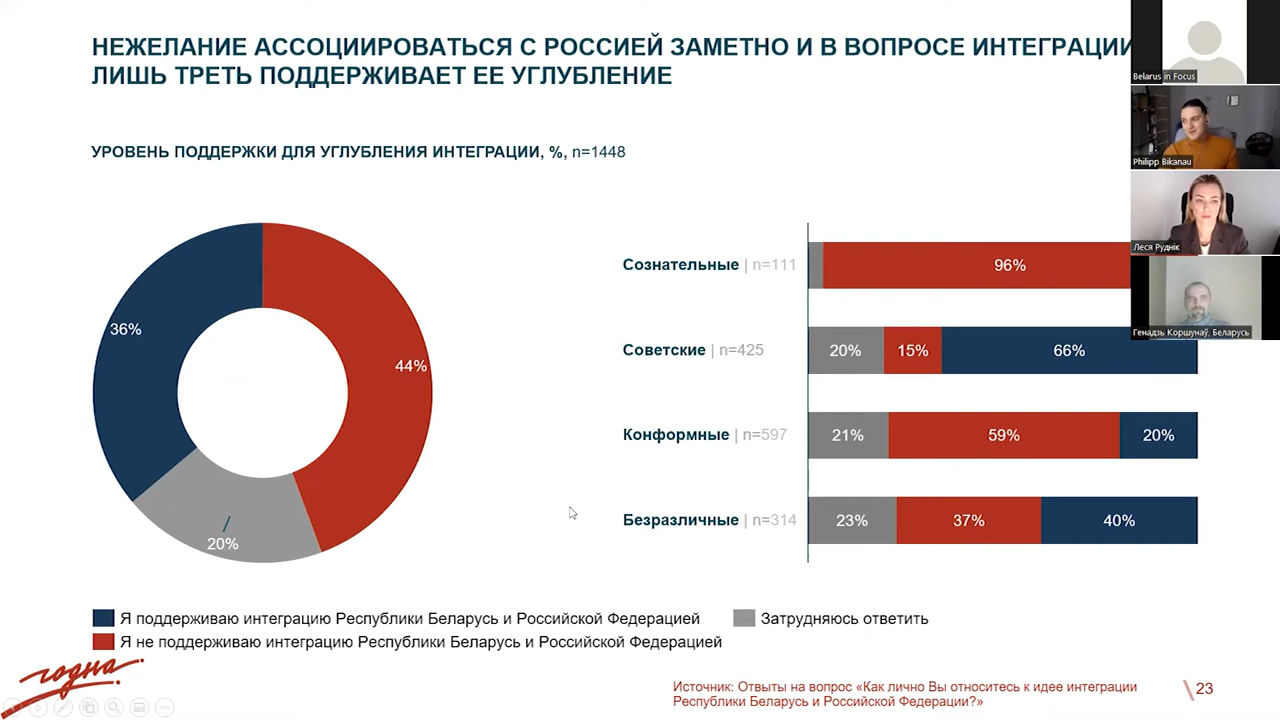 НЕЖЕЛАНИЕ АССОЦИИРОВАТЬСЯ С РОССИЕЙ ЗАМЕТНО И В ВОПРОСЕ ИНТЕГРАЦИИ
ЛИШЬ ТРЕТЬ ПОДДЕРЖИВАЕТ ЕЕ УГЛУБЛЕНИЕ
Belarus in Focus
Philipp Bikanau
Леся Руднік
Генадзь Коршунаў, Беларусь
УРОВЕНЬ ПОДДЕРЖКИ ДЛЯ УГЛУБЛЕНИЯ ИНТЕГРАЦИИ, %, n=1448
36%
44%
20%
Сознательные | n=111
96%
Советские | n=425
20% 15% 66%
Конформные | n=597
21% 59% 20%
Безразличные | n=314
23% 37% 40%
Я поддерживаю интеграцию Республики Беларусь и Российской Федерацией
Затрудняюсь ответить
Я не поддерживаю интеграцию Республики Беларусь и Российской Федерацией
годна
Источник: Отвыты на вопрос «Как лично Вы относитесь к идее интеграции
Республики Беларусь и Российской Федерации?»
\ 23